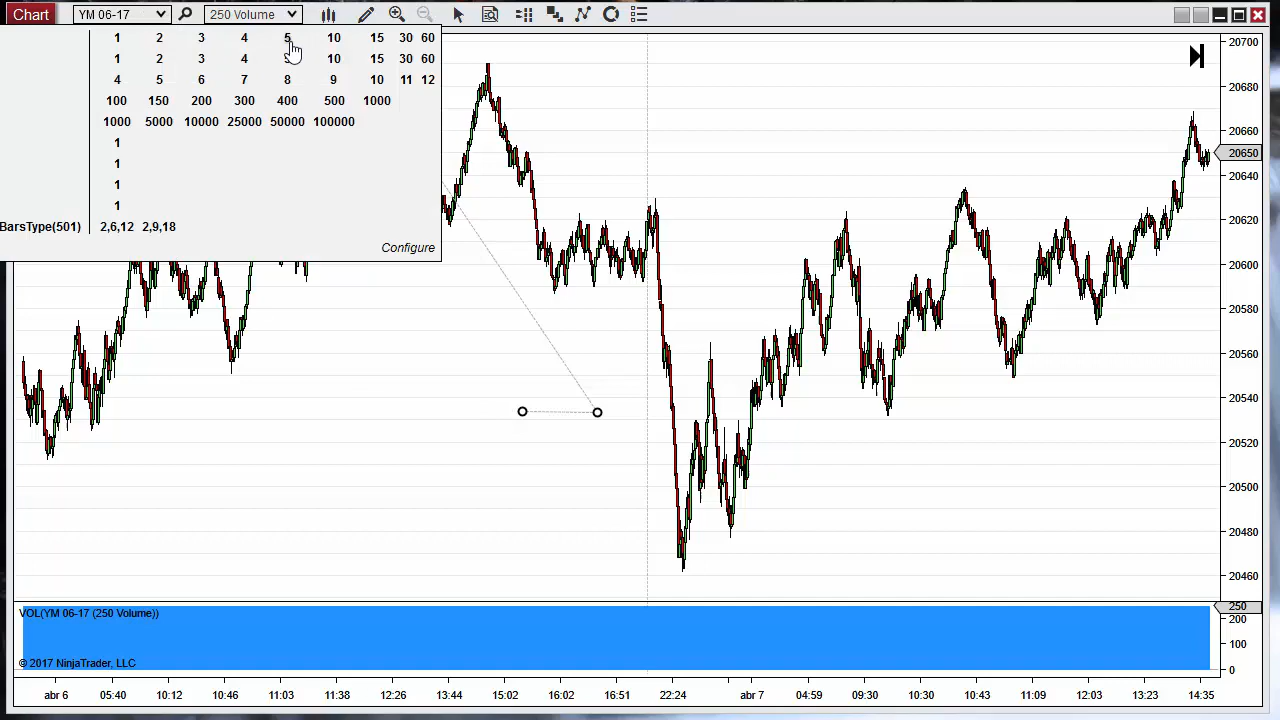 Chart YM 06-17 250 Volume
1 2 3 4 5 10 15 30 60
1 2 3 4 10 15 30 60
4 5 6 7 8 9 10 11 12
100 150 200 300 400 500 1000
1000 5000 10000 25000 50000 100000
1
1
1
1
BarsType(501) 2,6,12 2,9,18
Configure
20700
20680
20660
20650
20640
20620
20600
20580
20560
20540
20520
20500
20480
20460
VOL(YM 06-17 (250 Volume))
250
200
100
0
© 2017 NinjaTrader, LLC
abr 6 05:40 10:12 10:46 11:03 11:38 12:26 13:44 15:02 16:02 16:51 22:24 abr 7 04:59 09:30 10:30 10:43 11:09 12:03 13:23 14:35